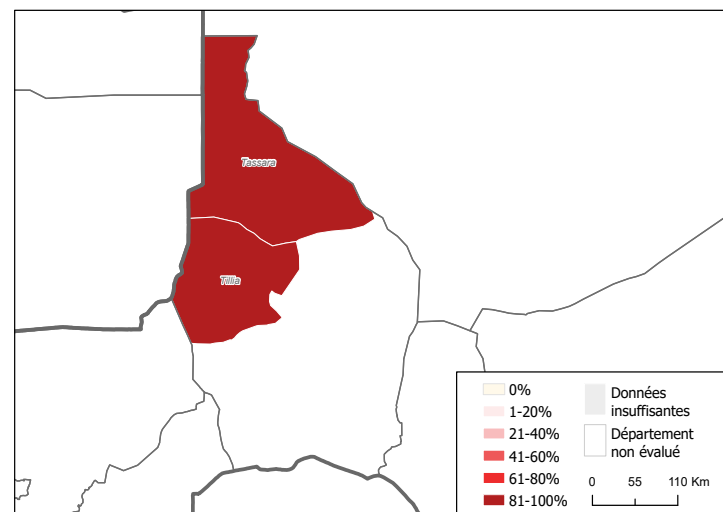 Tassara
Tillia
0%
1-20%
21-40%
41-60%
61-80%
81-100%
Données
insuffisantes
Département
non évalué
0 55 110 Km